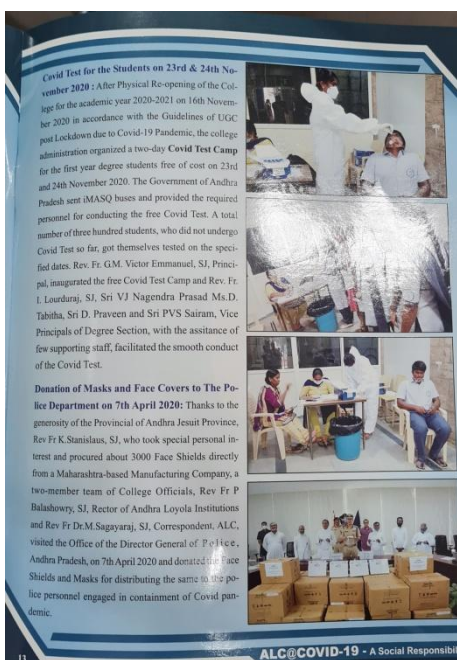 Covid Test for the Students on 23rd & 24th No-
vember 2020 : After Physical Re-opening of the Col-
lege for the academic year 2020-2021 on 16th Novem-
ber 2020 in accordance with the Guidelines of UGC
post Lockdown due to Covid-19 Pandemic, the college
administration organized a two-day Covid Test Camp
for the first year degree students free of cost on 23rd
and 24th November 2020. The Government of Andhra
Pradesh sent iMASQ buses and provided the required
personnel for conducting the free Covid Test. A total
number of three hundred students, who did not undergo
Covid Test so far, got themselves tested on the speci-
fied dates. Rev. Fr. G.M. Victor Emmanuel, SJ, Princi-
pal, inaugurated the free Covid Test Camp and Rev. Fr.
I. Lourduraj, SJ, Sri VJ Nagendra Prasad Ms.D.
Tabitha, Sri D. Praveen and Sri PVS Sairam, Vice
Principals of Degree Section, with the assitance of
few supporting staff, facilitated the smooth conduct
of the Covid Test.
Donation of Masks and Face Covers to The Po-
lice Department on 7th April 2020: Thanks to the
generosity of the Provincial of Andhra Jesuit Province,
Rev Fr K.Stanislaus, SJ, who took special personal in-
terest and procured about 3000 Face Shields directly
from a Maharashtra-based Manufacturing Company, a
two-member team of College Officials, Rev Fr P
Balashowry, SJ, Rector of Andhra Loyola Institutions
and Rev Fr Dr.M.Sagayaraj, SJ, Correspondent, ALC,
visited the Office of the Director General of Police,
Andhra Pradesh, on 7th April 2020 and donated the Face
Shields and Masks for distributing the same to the po-
lice personnel engaged in containment of Covid pan-
demic.
13
ALC@COVID-19 - A Social Responsibil